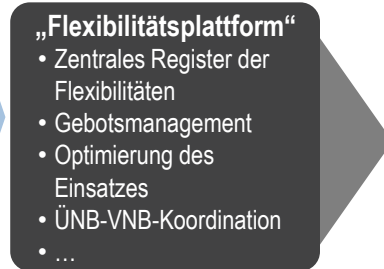 „Flexibilitätsplattform“
• Zentrales Register der
Flexibilitäten
• Gebotsmanagement
• Optimierung des
Einsatzes
• ÜNB-VNB-Koordination
• …